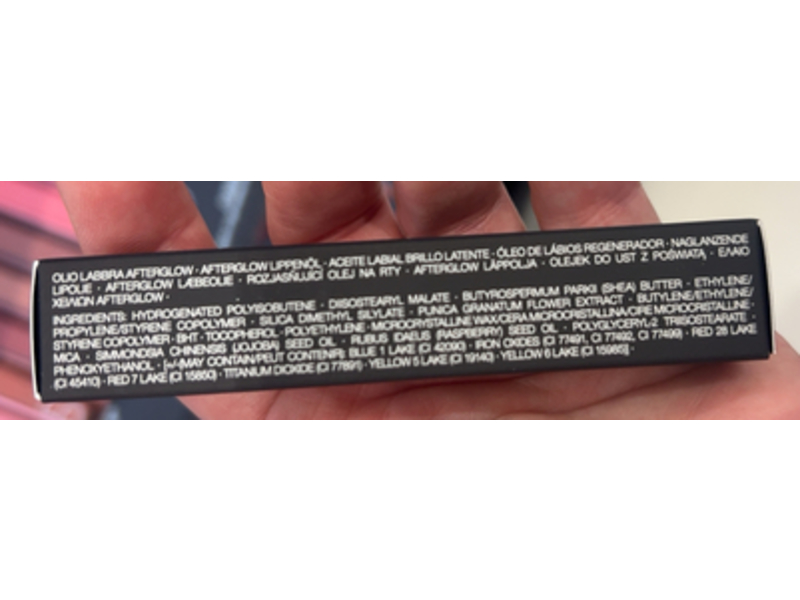 OLIO LABBRA AFTERGLOW · AFTERGLOW LIPPENÖL · ACEITE LABIAL BRILLO LATENTE · ÓLEO DE LÁBIOS REGENERADOR · NAGLANZENDE
LIPOLIE · AFTERGLOW LÆBEOLIE · ROZJASŇUJÍCÍ OLEJ NA RTY · AFTERGLOW LÄPPOLJA · OLEJEK DO UST Z POŚWIATĄ · ΕΛΑΙΟ
ΧΕΙΛΙΩΝ AFTERGLOW ·
INGREDIENTS: HYDROGENATED POLYISOBUTENE · DIISOSTEARYL MALATE · BUTYROSPERMUM PARKII (SHEA) BUTTER · ETHYLENE/
PROPYLENE/STYRENE COPOLYMER · SILICA DIMETHYL SILYLATE · PUNICA GRANATUM FLOWER EXTRACT · BUTYLENE/ETHYLENE/
STYRENE COPOLYMER · BHT · TOCOPHEROL · POLYETHYLENE · MICROCRYSTALLINE WAX/CERA MICROCRISTALLINA/CIRE MICROCRISTALLINE ·
MICA · SIMMONDSIA CHINENSIS (JOJOBA) SEED OIL · RUBUS IDAEUS (RASPBERRY) SEED OIL · POLYGLYCERYL-2 TRIISOSTEARATE ·
PHENOXYETHANOL · [+/-(MAY CONTAIN/PEUT CONTENIR): BLUE 1 LAKE (CI 42090) · IRON OXIDES (CI 77491, CI 77492, CI 77499) · RED 28 LAKE
(CI 45410) · RED 7 LAKE (CI 15850) · TITANIUM DIOXIDE (CI 77891) · YELLOW 5 LAKE (CI 19140) · YELLOW 6 LAKE (CI 15985)] ·